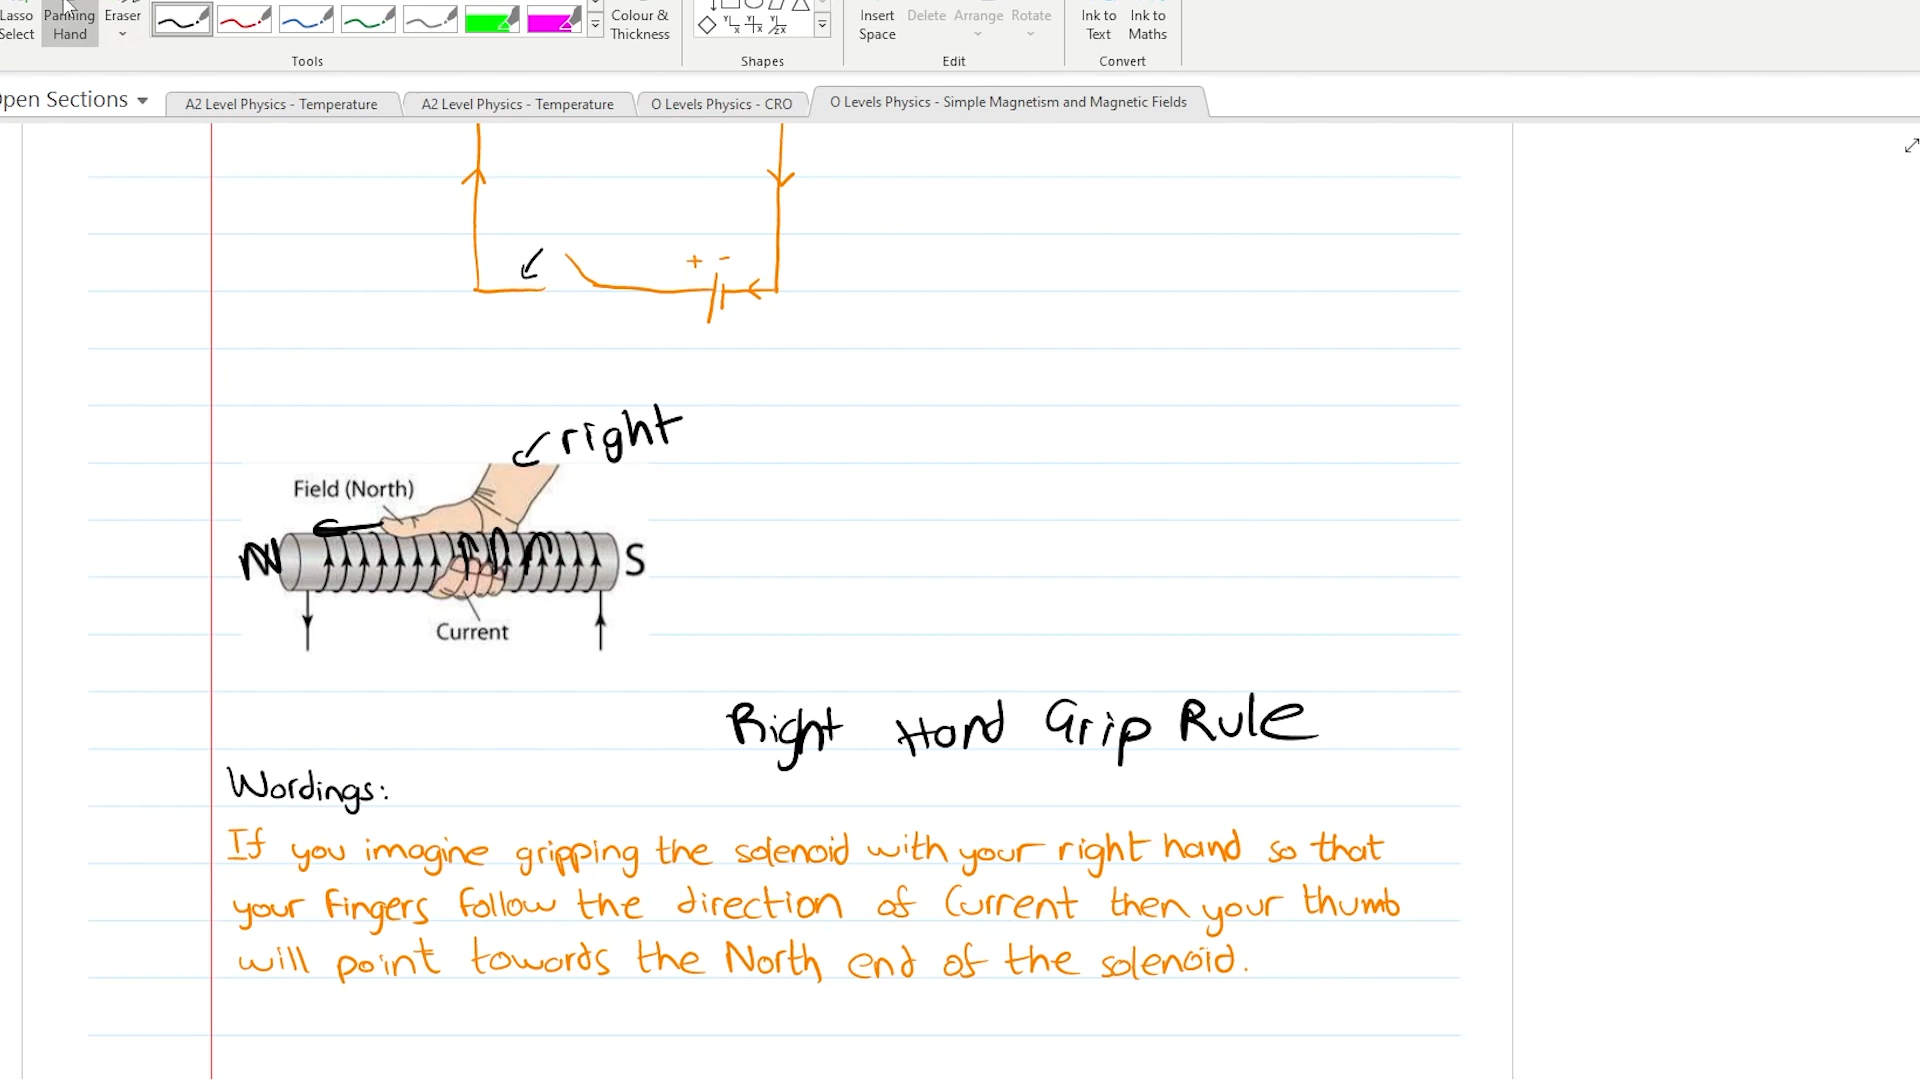 Lasso Select
Panning Hand
Eraser
Colour & Thickness
Insert Space
Delete
Arrange
Rotate
Ink to Text
Ink to Maths
Tools
Shapes
Edit
Convert
pen Sections
A2 Level Physics - Temperature
A2 Level Physics - Temperature
O Levels Physics - CRO
O Levels Physics - Simple Magnetism and Magnetic Fields
+ -
right
Field (North)
N
S
Current
Right Hand Grip Rule
Wordings:
If you imagine gripping the solenoid with your right hand so that
your fingers follow the direction of Current then your thumb
will point towards the North end of the solenoid.